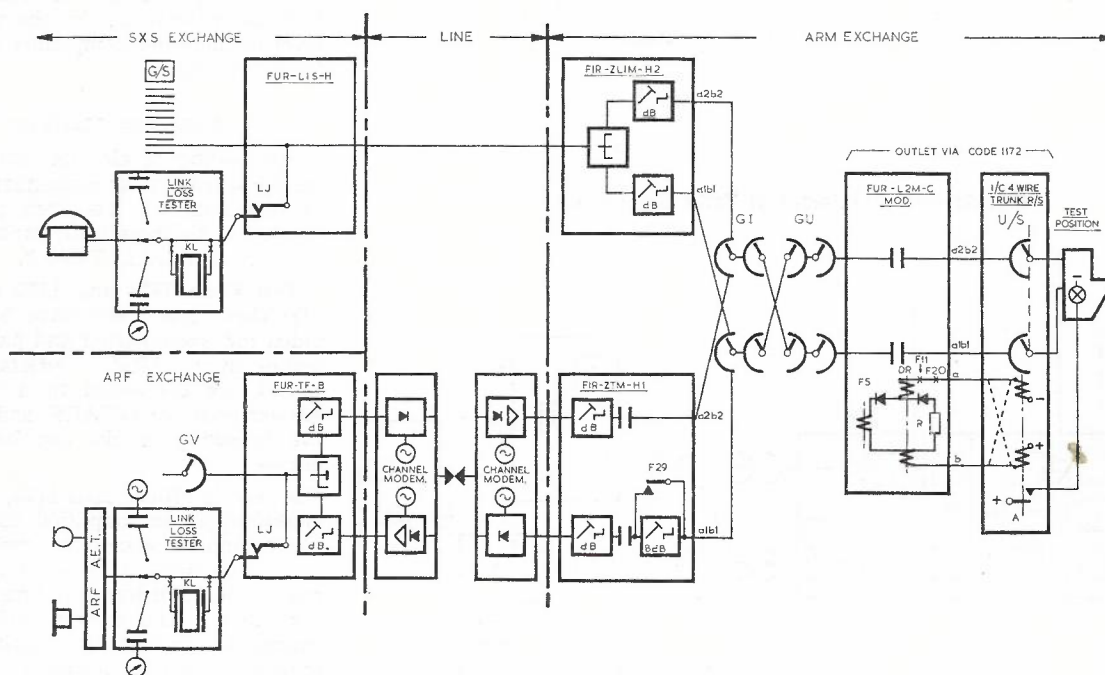 SXS EXCHANGE
LINE
ARM EXCHANGE
G/S
FUR-LIS-H
LINK
LOSS
TESTER
KL
LJ
FIR-ZLIM-H2
dB
dB
a2b2
a1b1
GI
GU
OUTLET VIA CODE 1172
FUR-L2M-C
MOD.
a2b2
a1b1
F11
DR
F20
a
F5
R
b
I/C 4 WIRE
TRUNK R/S
U/S
TEST
POSITION
-
+
+
A
ARF EXCHANGE
GV
ARF A.E.T.
LINK
LOSS
TESTER
KL
LJ
FUR-TF-B
dB
dB.
CHANNEL
MODEM.
CHANNEL
MODEM.
FIR-ZTM-H1
dB
a2b2
F29
dB
8dB
a1b1